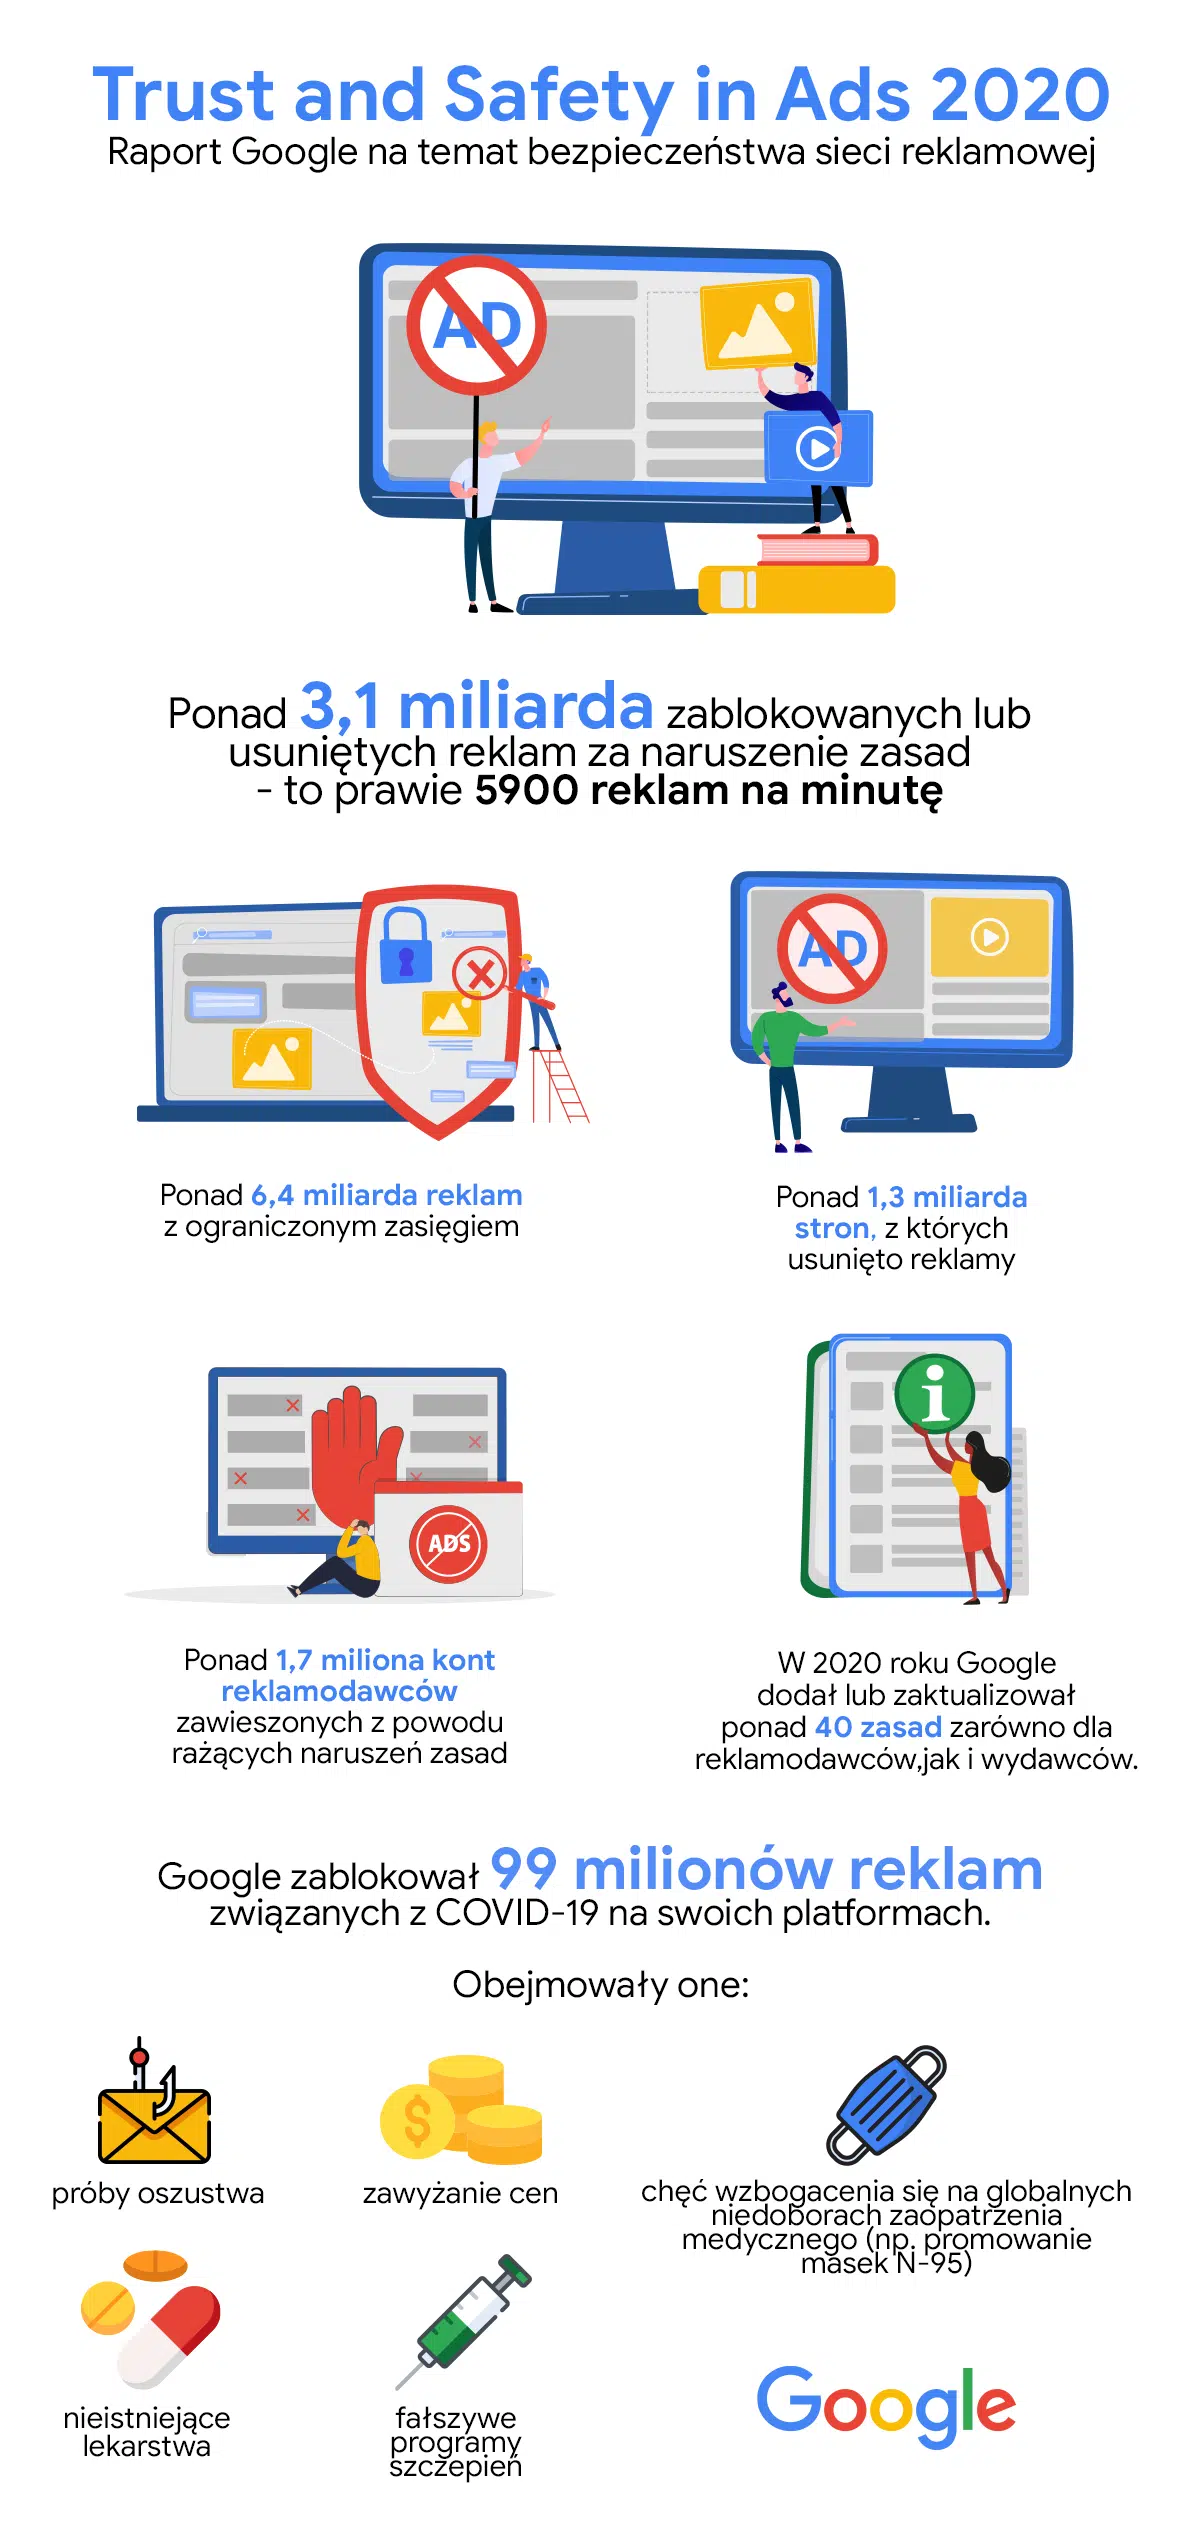 Trust and Safety in Ads 2020
Raport Google na temat bezpieczeństwa sieci reklamowej
AD
Ponad 3,1 miliarda zablokowanych lub
usuniętych reklam za naruszenie zasad
- to prawie 5900 reklam na minutę
AD
Ponad 6,4 miliarda reklam
z ograniczonym zasięgiem
Ponad 1,3 miliarda
stron, z których
usunięto reklamy
ADS
i
Ponad 1,7 miliona kont
reklamodawców
zawieszonych z powodu
rażących naruszeń zasad
W 2020 roku Google
dodał lub zaktualizował
ponad 40 zasad zarówno dla
reklamodawców,jak i wydawców.
Google zablokował 99 milionów reklam
związanych z COVID-19 na swoich platformach.
Obejmowały one:
$
próby oszustwa
zawyżanie cen
chęć wzbogacenia się na globalnych
niedoborach zaopatrzenia
medycznego (np. promowanie
masek N-95)
nieistniejące
lekarstwa
fałszywe
programy
szczepień
Google